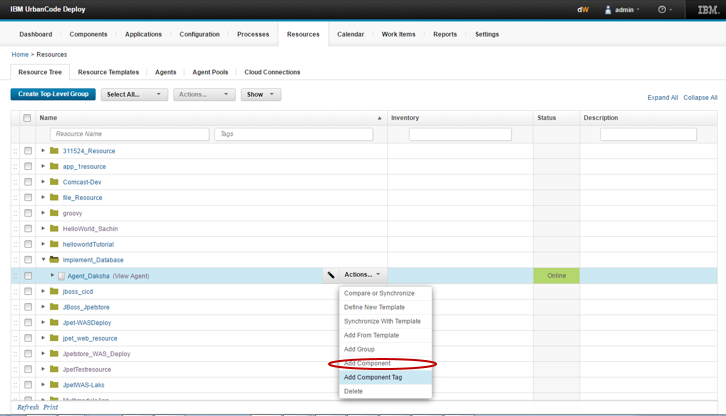 IBM UrbanCode Deploy
dW admin IBM
Dashboard Components Applications Configuration Processes Resources Calendar Work Items Reports Settings
Home > Resources
Resource Tree Resource Templates Agents Agent Pools Cloud Connections
Create Top-Level Group Select All... Actions... Show Expand All Collapse All
Name Inventory Status Description
Resource Name Tags
311524_Resource
app_1resource
Comcast-Dev
file_Resource
groovy
HelloWorld_Sachin
helloworldTutorial
Implement_Database
Agent_Daksha (View Agent) Actions... Online
jboss_cicd
Compare or Synchronize
JBoss_Jpetstore
Define New Template
Jpet-WASDeploy
Synchronize With Template
jpet_web_resource
Add From Template
Jpetstore_WAS_Deploy
Add Group
JpetTestresource
Add Component
JpetWAS-Laks
Add Component Tag
Delete
Refresh Print